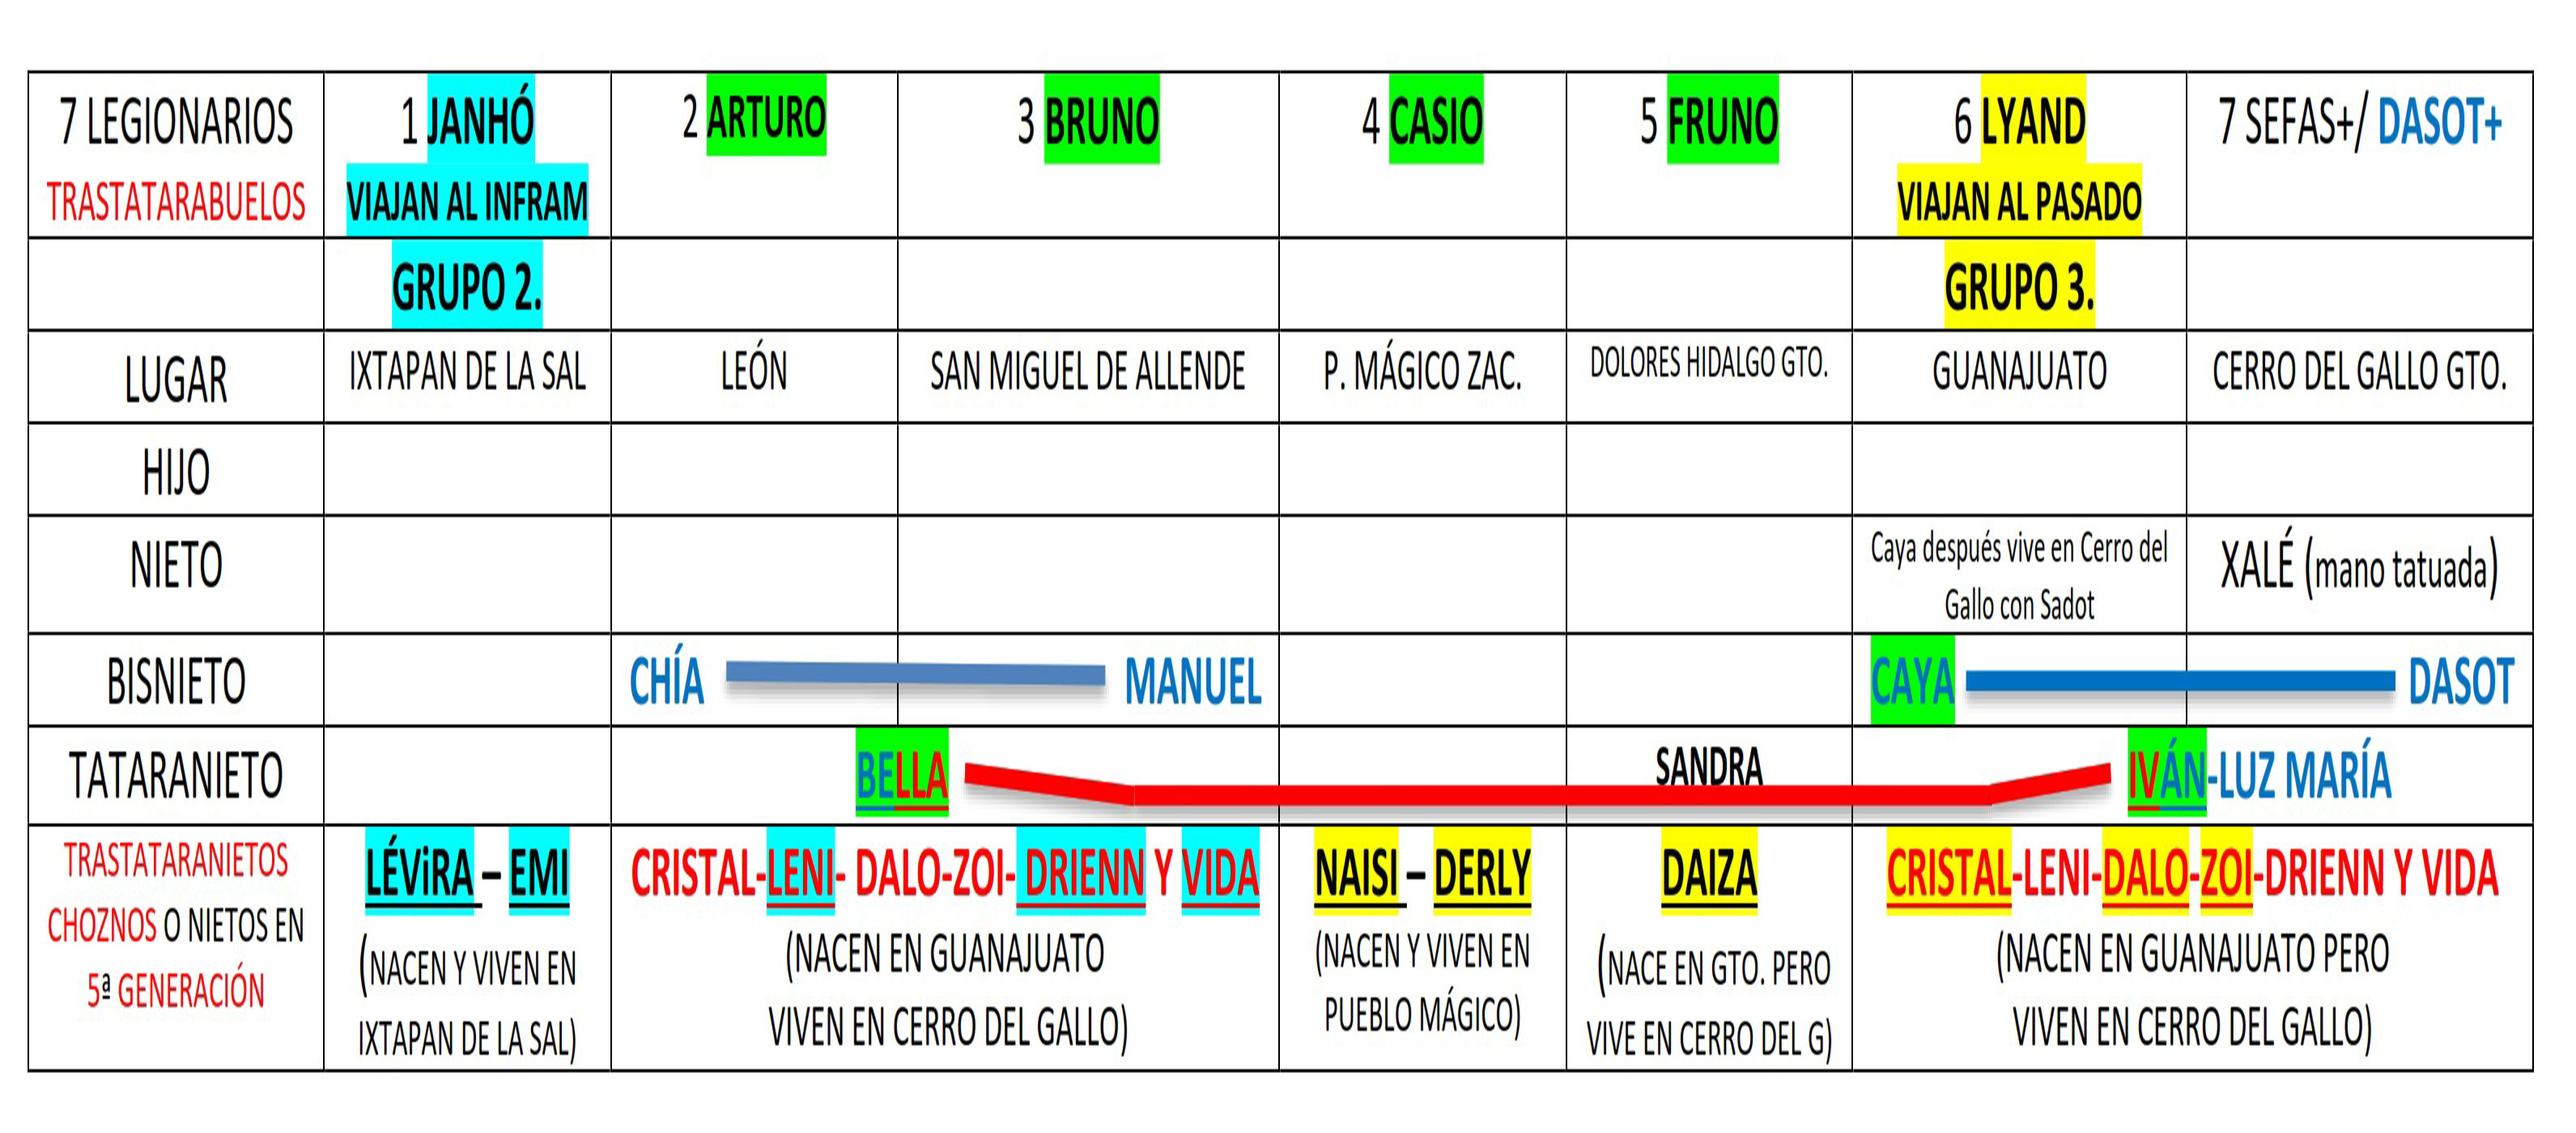 7 LEGIONARIOS
TRASTATARABUELOS
1 JANHÓ
VIAJAN AL INFRAM
2 ARTURO
3 BRUNO
4 CASIO
5 FRUNO
6 LYAND
VIAJAN AL PASADO
7 SEFAS+/ DASOT+
GRUPO 2.
GRUPO 3.
LUGAR
IXTAPAN DE LA SAL
LEÓN
SAN MIGUEL DE ALLENDE
P. MÁGICO ZAC.
DOLORES HIDALGO GTO.
GUANAJUATO
CERRO DEL GALLO GTO.
HIJO
NIETO
Caya después vive en Cerro del
Gallo con Sadot
XALÉ (mano tatuada)
BISNIETO
CHÍA
MANUEL
CAYA
DASOT
TATARANIETO
BELLA
SANDRA
IVÁN-LUZ MARÍA
TRASTATARANIETOS
CHOZNOS O NIETOS EN
5ª GENERACIÓN
LÉViRA – EMI
(NACEN Y VIVEN EN
IXTAPAN DE LA SAL)
CRISTAL-LENI- DALO-ZOI- DRIENN Y VIDA
(NACEN EN GUANAJUATO
VIVEN EN CERRO DEL GALLO)
NAISI – DERLY
(NACEN Y VIVEN EN
PUEBLO MÁGICO)
DAIZA
(NACE EN GTO. PERO
VIVE EN CERRO DEL G)
CRISTAL-LENI-DALO-ZOI-DRIENN Y VIDA
(NACEN EN GUANAJUATO PERO
VIVEN EN CERRO DEL GALLO)